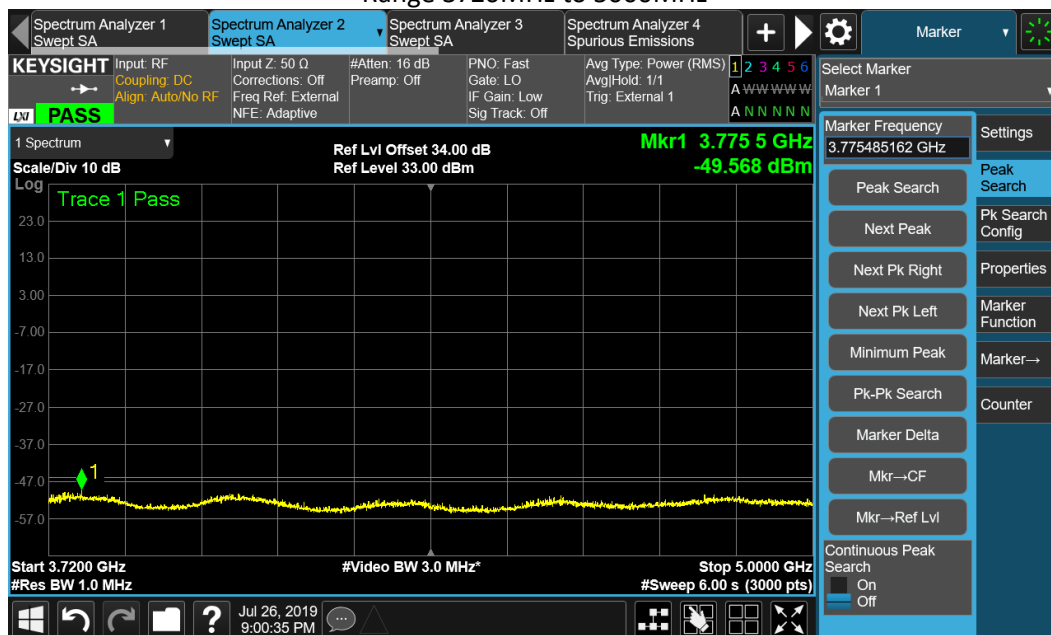 Range 3720MHz to 5000MHz
Spectrum Analyzer 1
Swept SA
Spectrum Analyzer 2
Swept SA
Spectrum Analyzer 3
Swept SA
Spectrum Analyzer 4
Spurious Emissions
+
Marker
KEYSIGHT
LXI PASS
Input: RF
Coupling: DC
Align: Auto/No RF
Input Z: 50 Ω
Corrections: Off
Freq Ref: External
NFE: Adaptive
#Atten: 16 dB
Preamp: Off
PNO: Fast
Gate: LO
IF Gain: Low
Sig Track: Off
Avg Type: Power (RMS)
Avg|Hold: 1/1
Trig: External 1
1 2 3 4 5 6
A W W W W W
A N N N N N
Select Marker
Marker 1
1 Spectrum
Scale/Div 10 dB
Ref Lvl Offset 34.00 dB
Ref Level 33.00 dBm
Mkr1 3.775 5 GHz
-49.568 dBm
Log
Trace 1 Pass
23.0
13.0
3.00
-7.00
-17.0
-27.0
-37.0
-47.0
-57.0
1
Start 3.7200 GHz
#Res BW 1.0 MHz
#Video BW 3.0 MHz*
Stop 5.0000 GHz
#Sweep 6.00 s (3000 pts)
Marker Frequency
3.775485162 GHz
Peak Search
Next Peak
Next Pk Right
Next Pk Left
Minimum Peak
Pk-Pk Search
Marker Delta
Mkr→CF
Mkr→Ref Lvl
Continuous Peak
Search
On
Off
Settings
Peak
Search
Pk Search
Config
Properties
Marker
Function
Marker→
Counter
?
Jul 26, 2019
9:00:35 PM